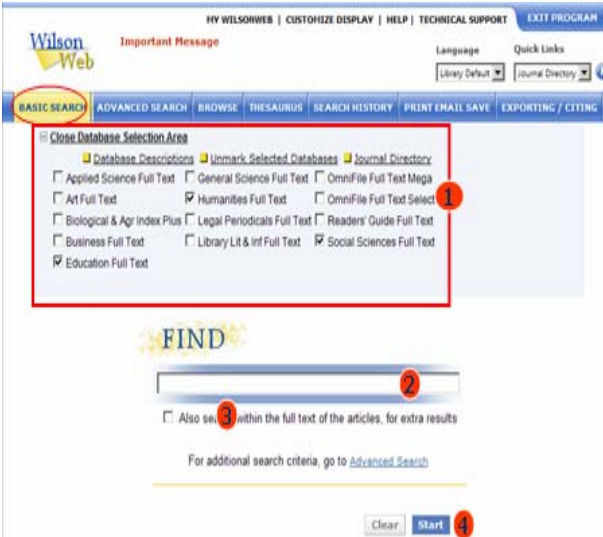 MY WILSONWEB | CUSTOMIZE DISPLAY | HELP | TECHNICAL SUPPORT EXIT PROGRAM
Wilson Web
Important Message
Language Quick Links
Library Default Journal Directory
BASIC SEARCH ADVANCED SEARCH BROWSE THESAURUS SEARCH HISTORY PRINT EMAIL SAVE EXPORTING / CITING
Close Database Selection Area
Database Descriptions Unmark Selected Databases Journal Directory
Applied Science Full Text General Science Full Text OmniFile Full Text Mega
Art Full Text Humanities Full Text OmniFile Full Text Select
1
Biological & Agr Index Plus Legal Periodicals Full Text Readers' Guide Full Text
Business Full Text Library Lit & Inf Full Text Social Sciences Full Text
Education Full Text
FIND
2
Also 3 within the full text of the articles, for extra results
For additional search criteria, go to Advanced Search
Clear Start 4